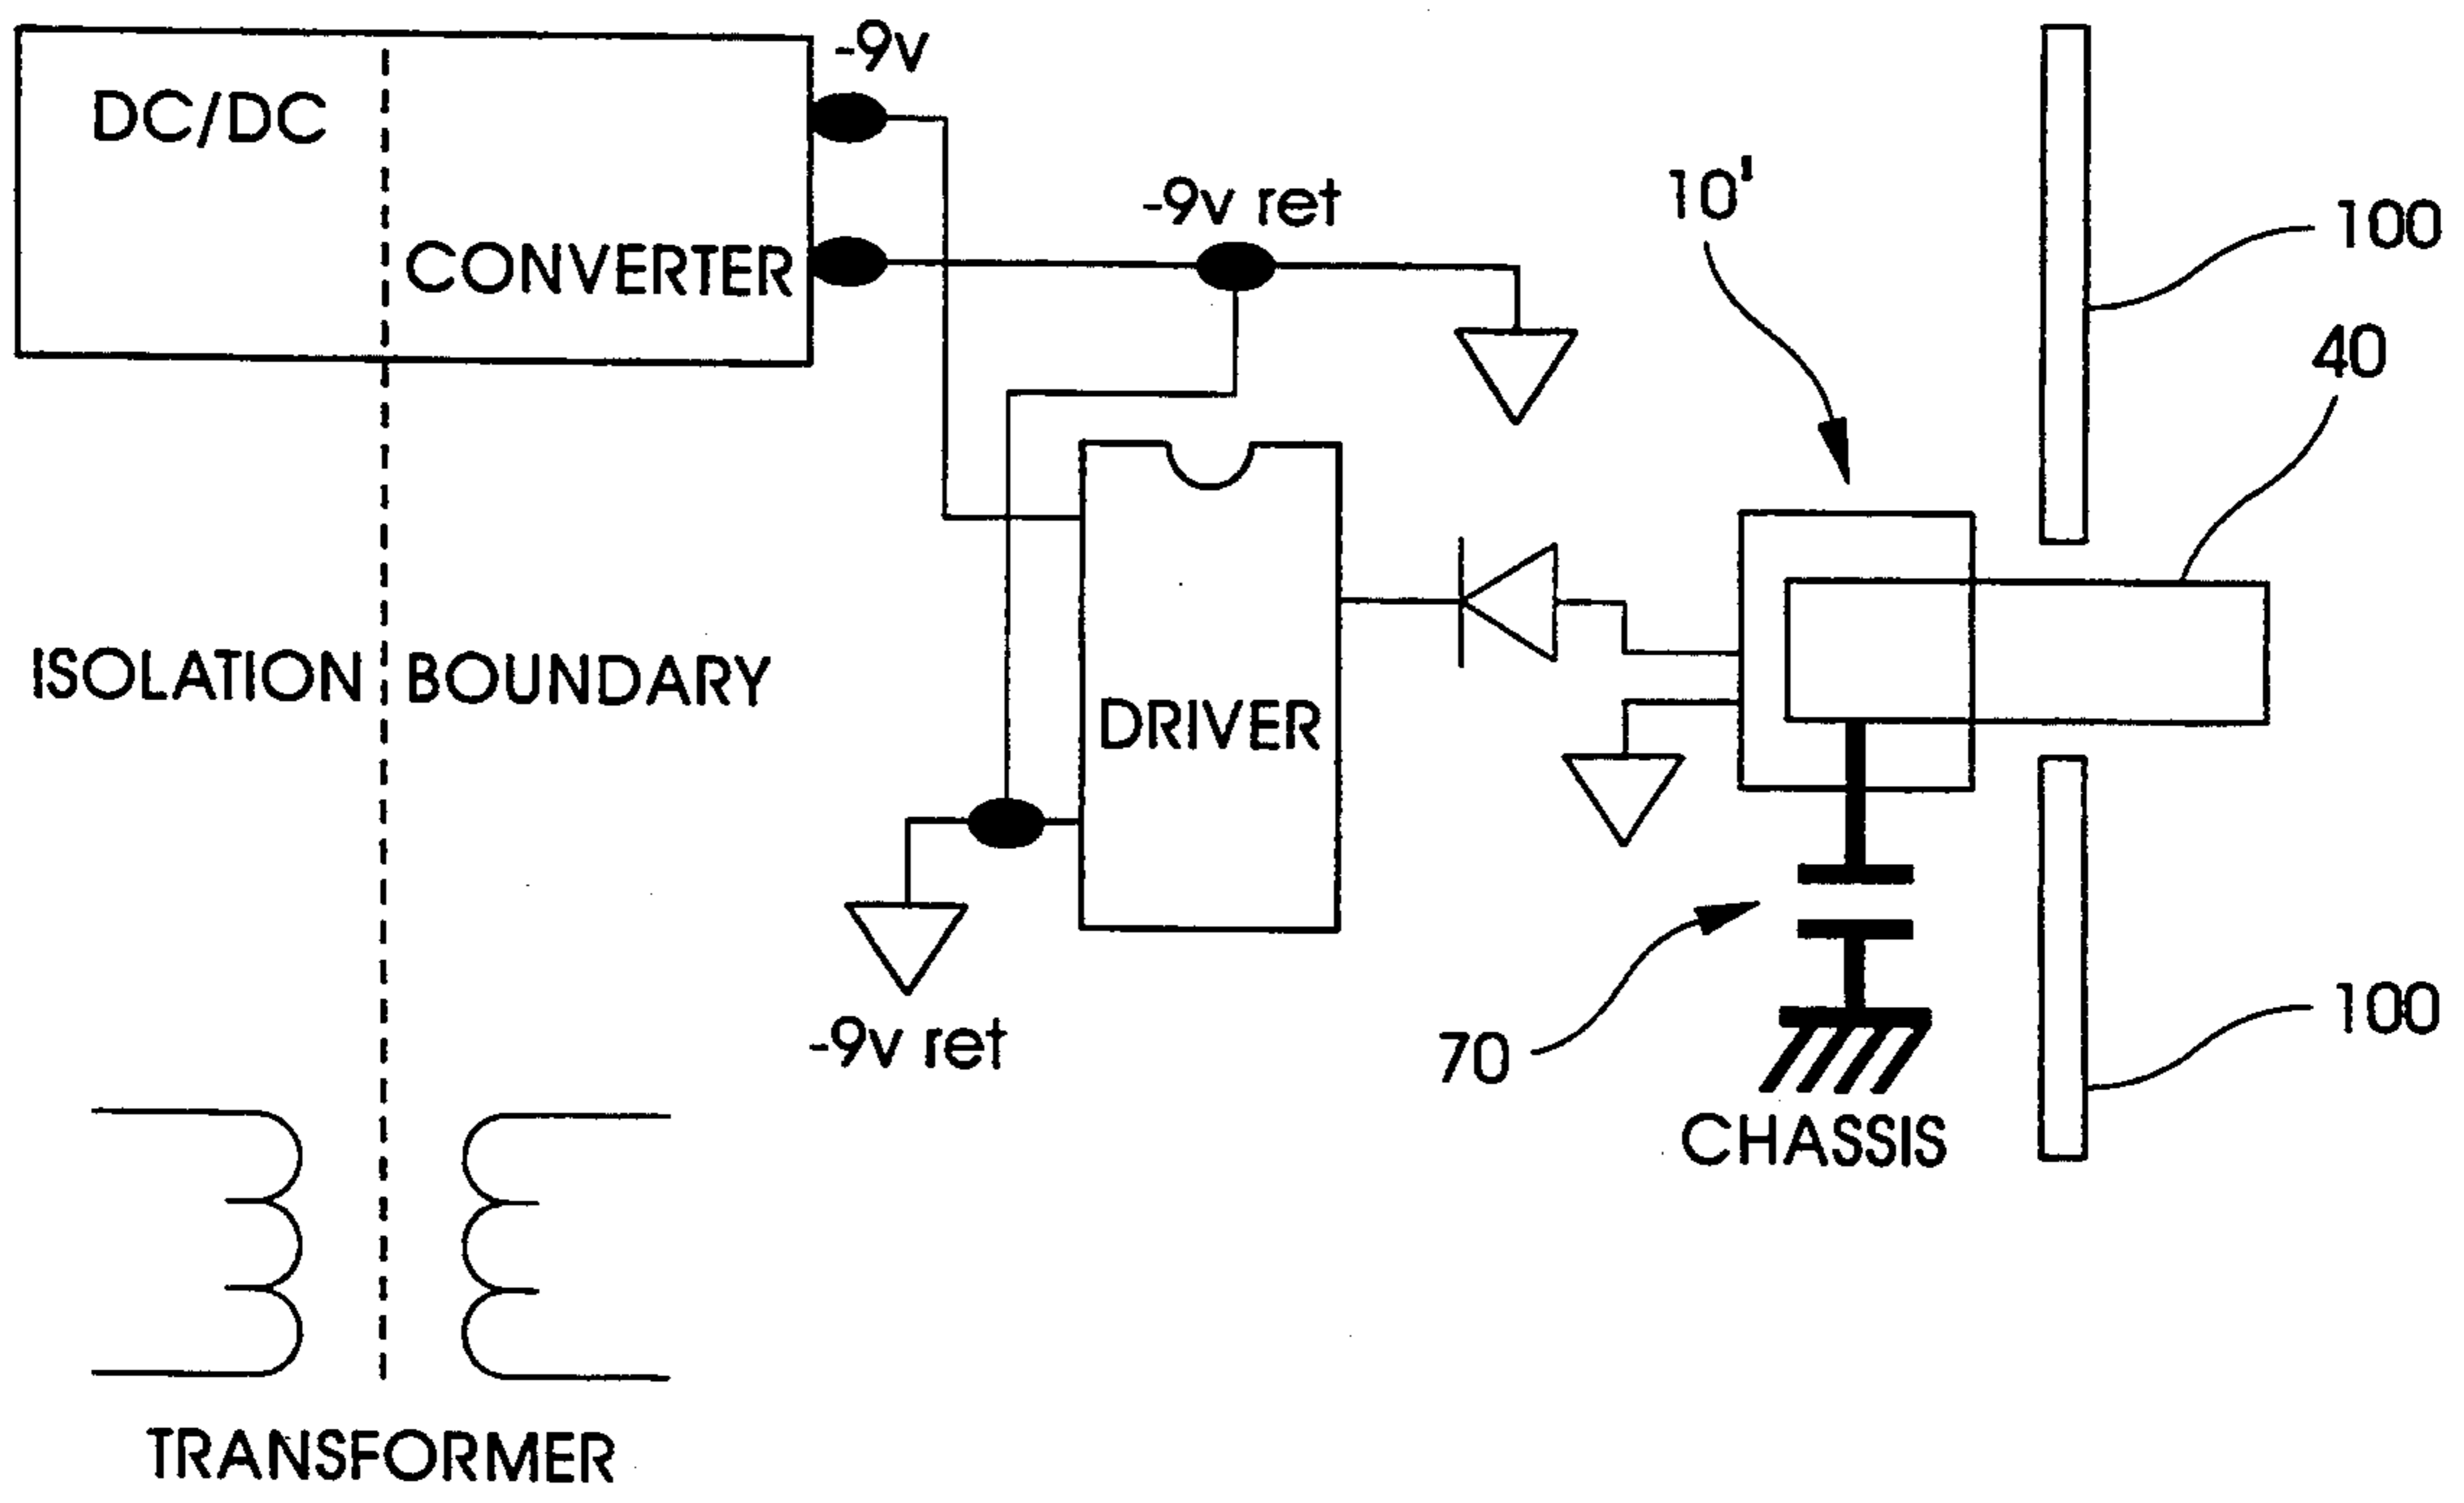 -9v
DC/DC
CONVERTER
-9v ret
10'
100
40
ISOLATION BOUNDARY
DRIVER
-9v ret
70
100
CHASSIS
TRANSFORMER